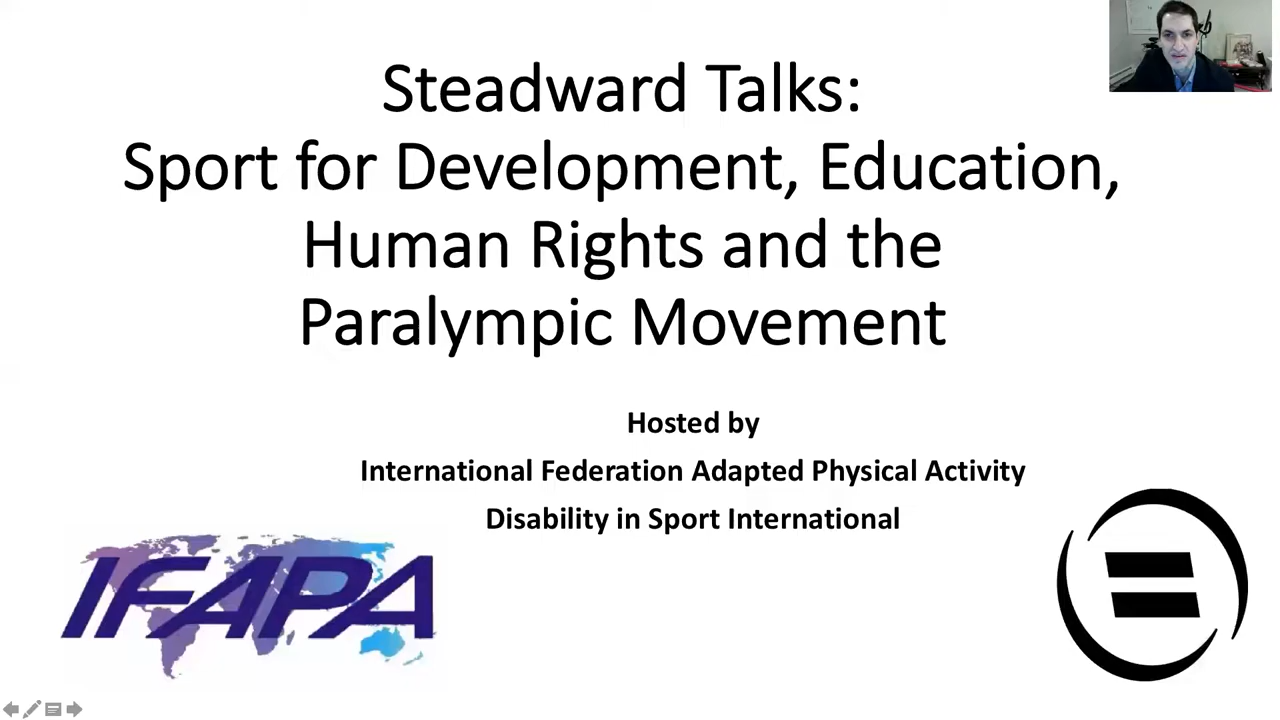 Steadward Talks:
Sport for Development, Education,
Human Rights and the
Paralympic Movement
Hosted by
International Federation Adapted Physical Activity
Disability in Sport International
IFAPA